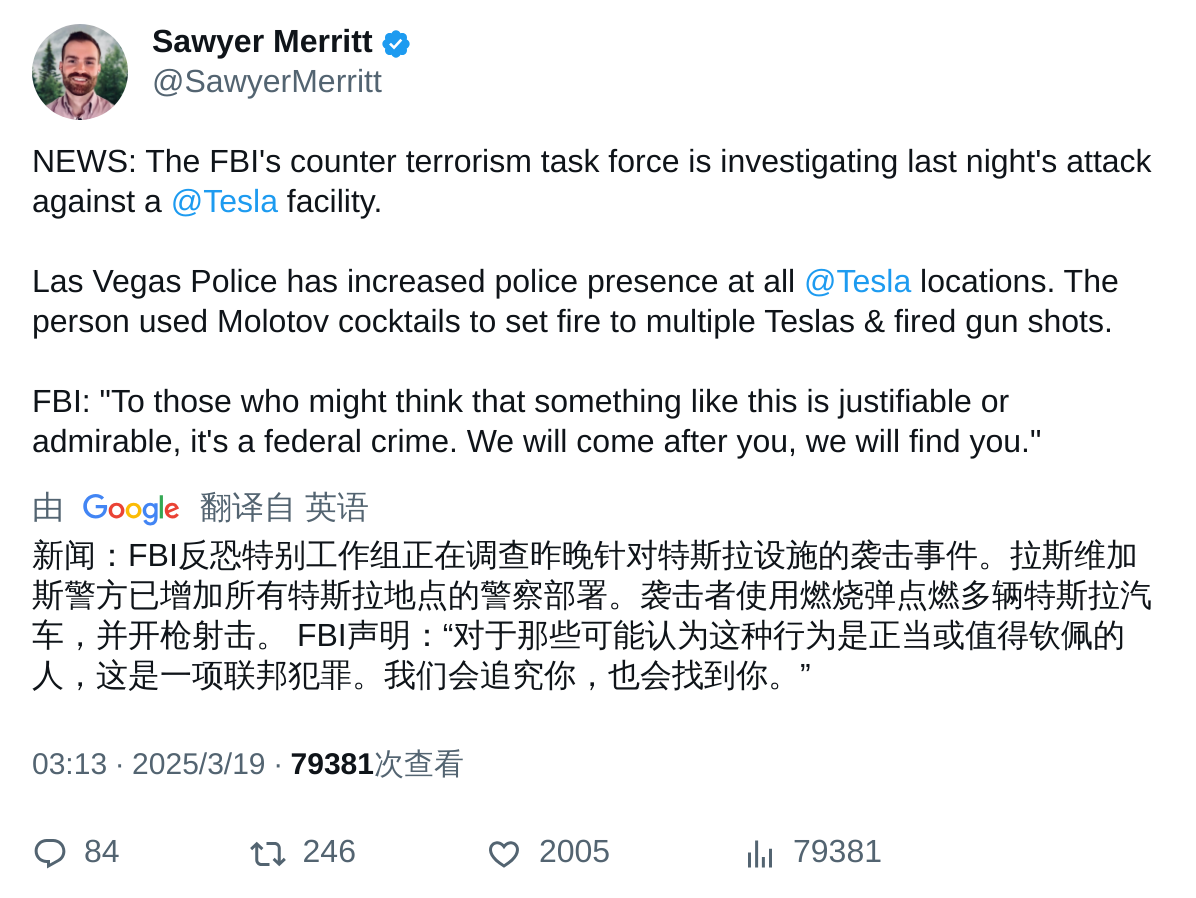 Sawyer Merritt
@SawyerMerritt
NEWS: The FBI's counter terrorism task force is investigating last night's attack
against a @Tesla facility.
Las Vegas Police has increased police presence at all @Tesla locations. The
person used Molotov cocktails to set fire to multiple Teslas & fired gun shots.
FBI: "To those who might think that something like this is justifiable or
admirable, it's a federal crime. We will come after you, we will find you."
由 Google 翻译自 英语
新闻：FBI反恐特别工作组正在调查昨晚针对特斯拉设施的袭击事件。拉斯维加
斯警方已增加所有特斯拉地点的警察部署。袭击者使用燃烧弹点燃多辆特斯拉汽
车，并开枪射击。 FBI声明：“对于那些可能认为这种行为是正当或值得钦佩的
人，这是一项联邦犯罪。我们会追究你，也会找到你。”
03:13 · 2025/3/19 · 79381次查看
84 246 2005 79381